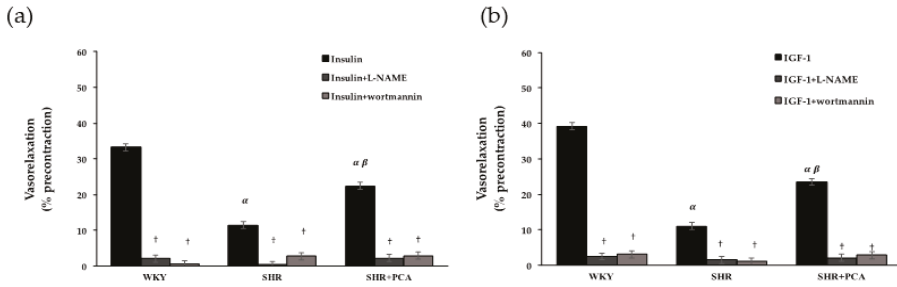 (a)
Vasorelaxation
(% precontraction)
60
50
40
30
20
10
0
Insulin
Insulin+L-NAME
Insulin+wortmannin
† †
α
† †
α β
† †
WKY SHR SHR+PCA
(b)
Vasorelaxation
(% precontraction)
60
50
40
30
20
10
0
IGF-1
IGF-1+L-NAME
IGF-1+wortmannin
† †
α
† †
α β
† †
WKY SHR SHR+PCA